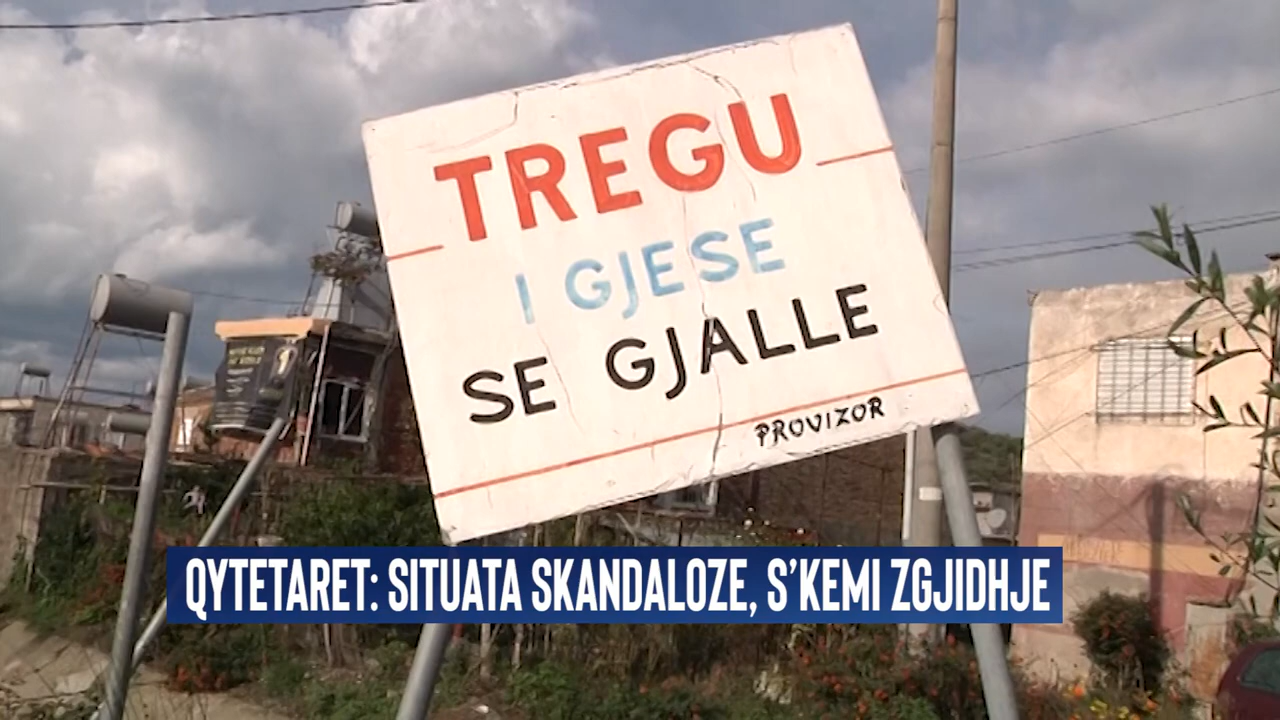 TREGU
I GJESE
SE GJALLE
PROVIZOR
QYTETARET: SITUATA SKANDALOZE, S’KEMI ZGJIDHJE